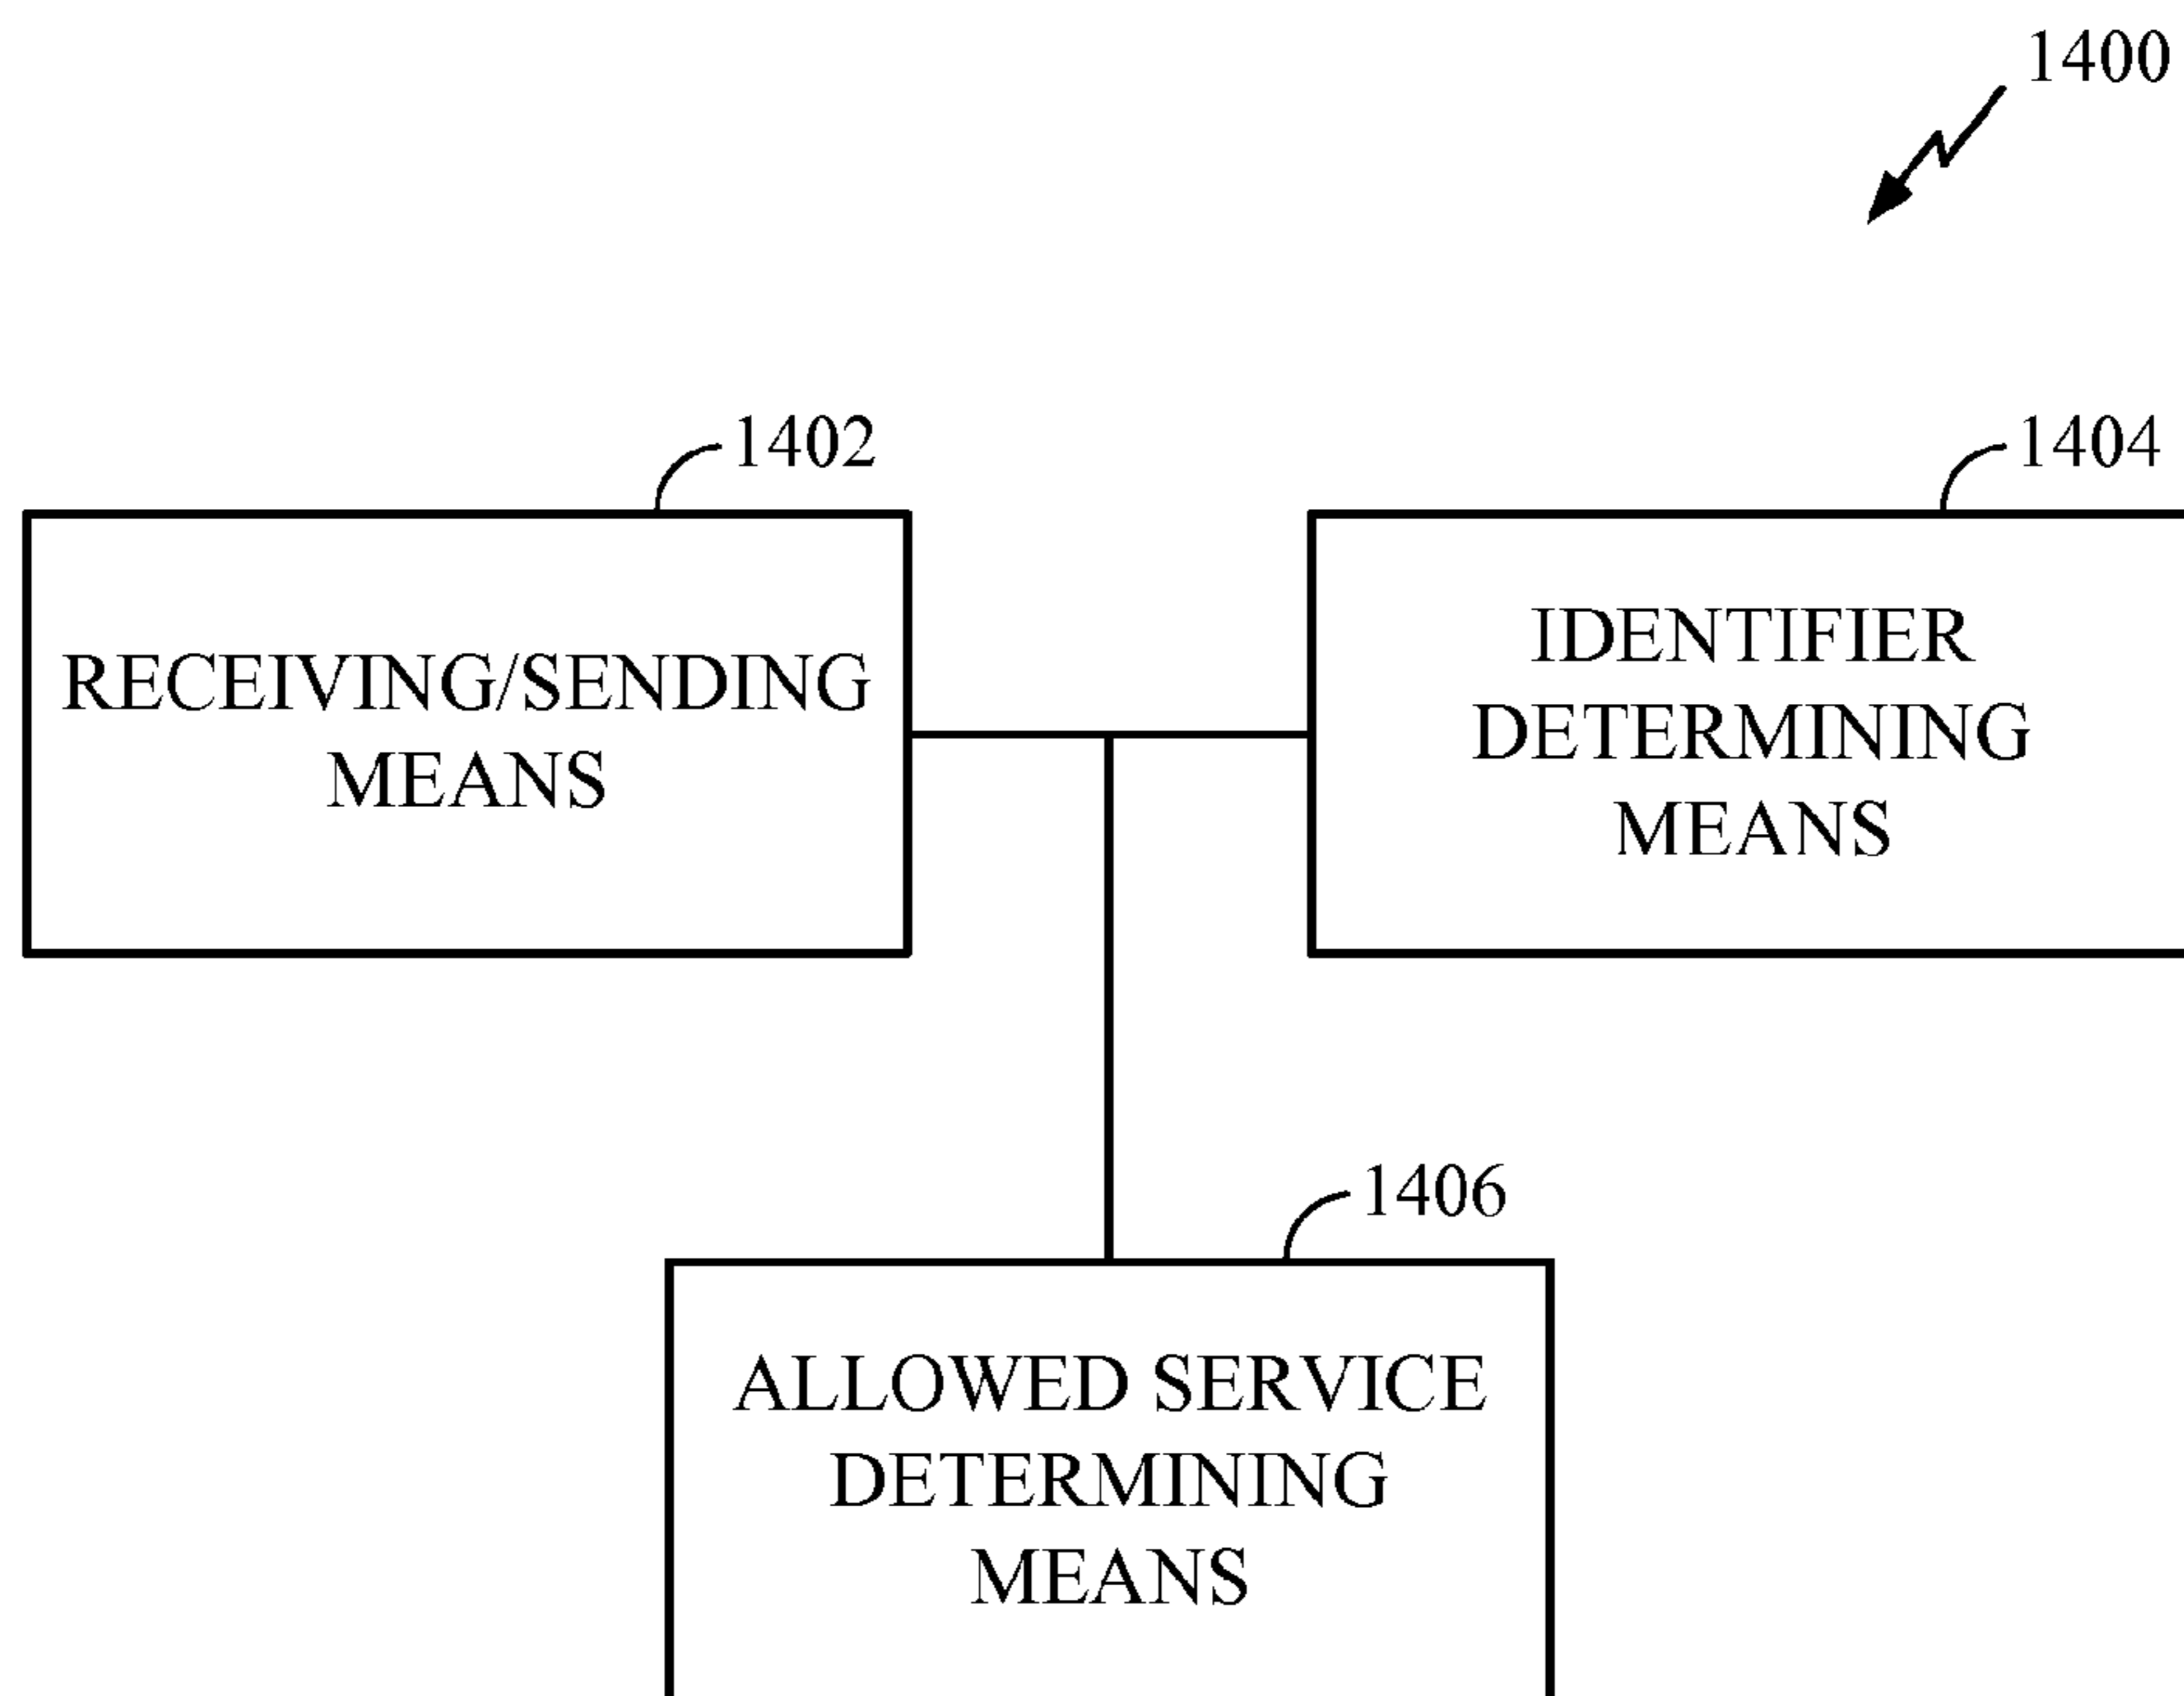 1400
1402
1404
RECEIVING/SENDING
MEANS
IDENTIFIER
DETERMINING
MEANS
1406
ALLOWED SERVICE
DETERMINING
MEANS